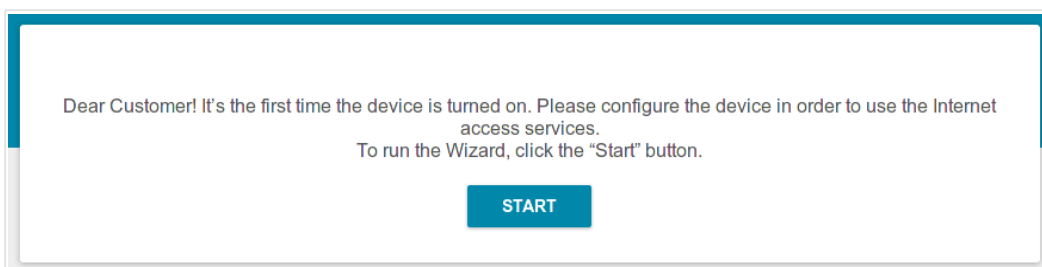 Dear Customer! It’s the first time the device is turned on. Please configure the device in order to use the Internet
access services.
To run the Wizard, click the “Start” button.
START